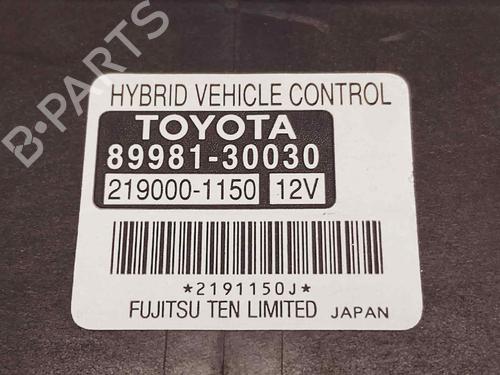 B-PARTS
HYBRID VEHICLE CONTROL
TOYOTA
89981-30030
219000-1150 12V
*2191150J*
FUJITSU TEN LIMITED JAPAN